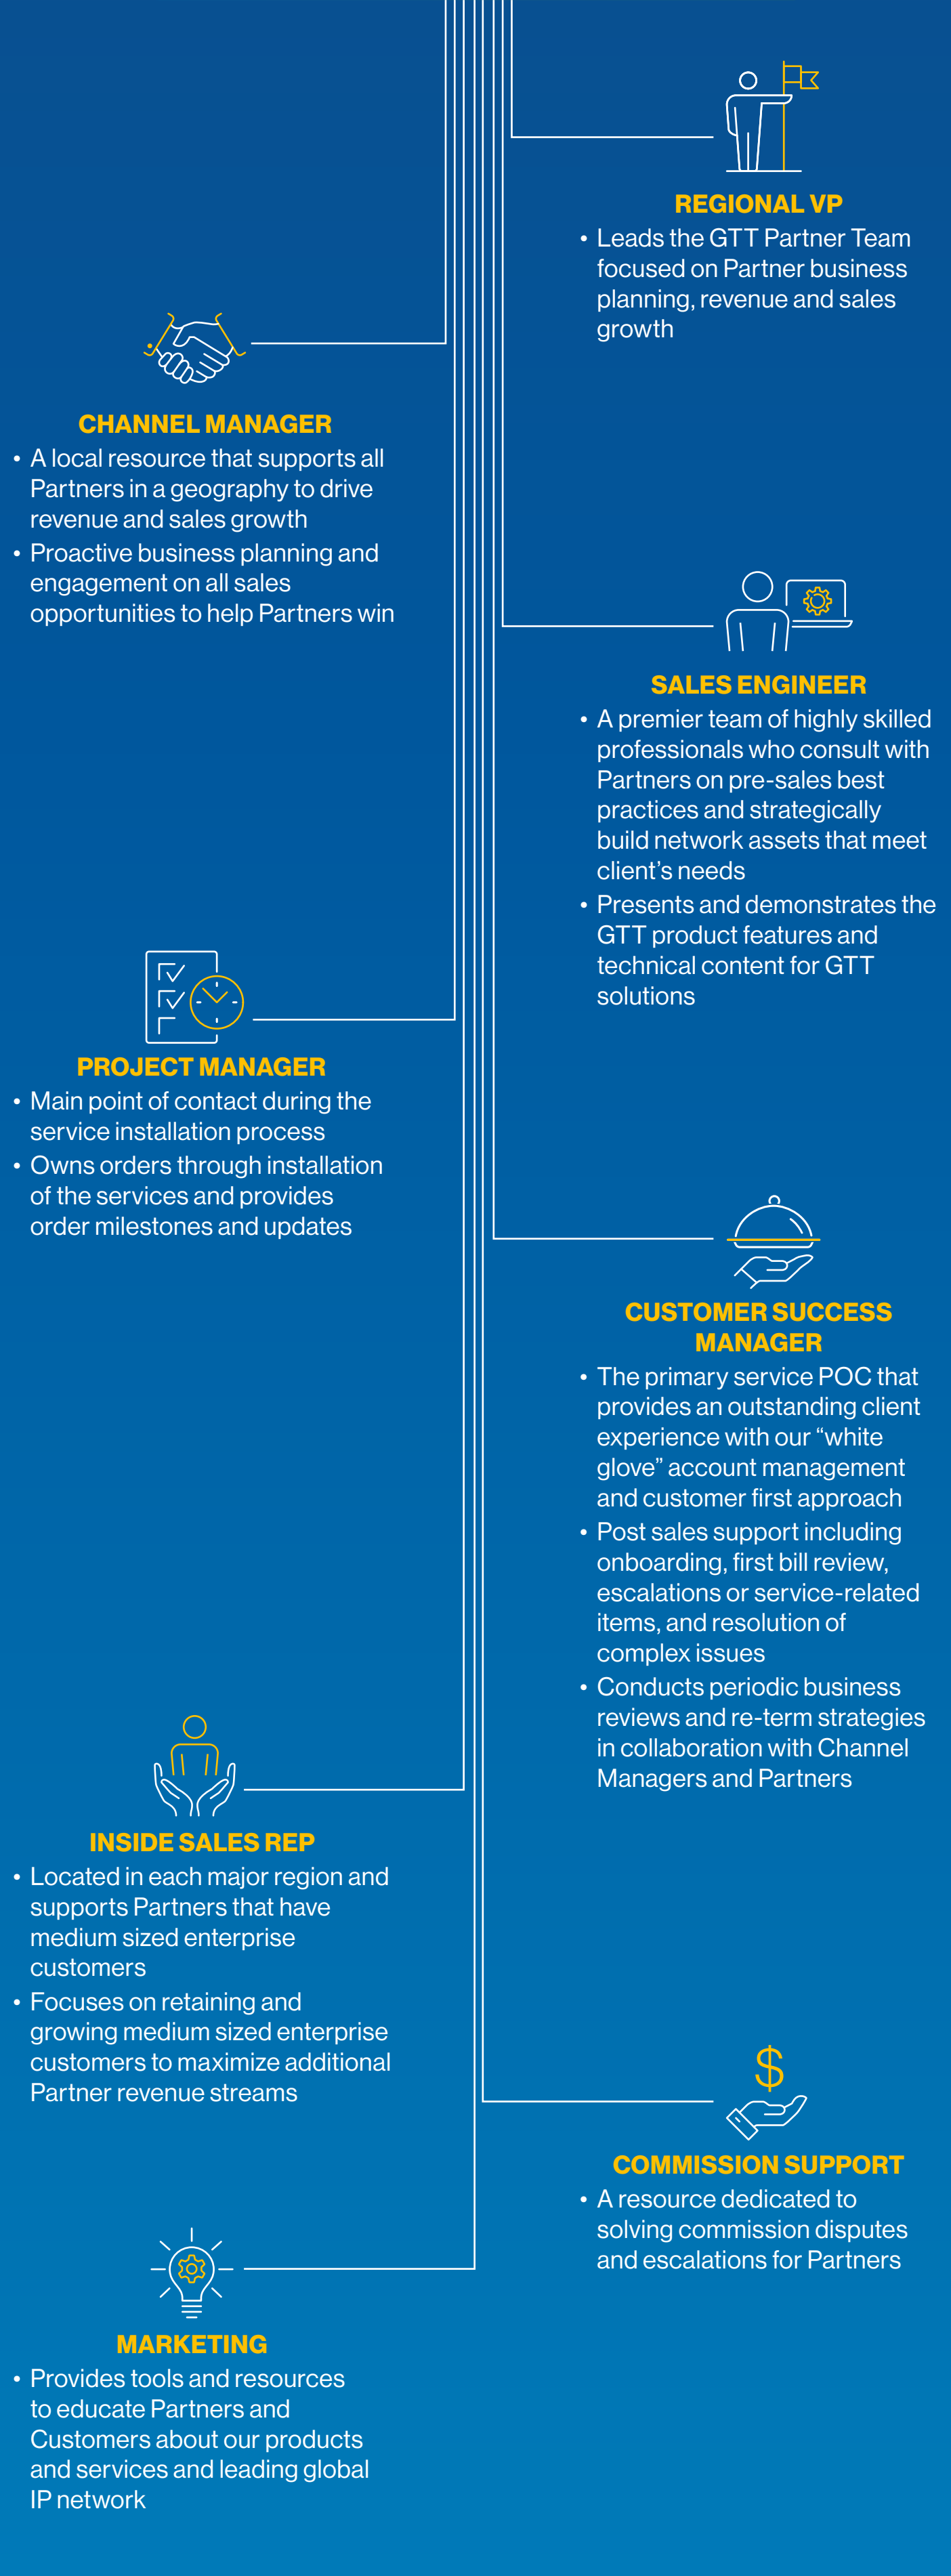 REGIONAL VP
• Leads the GTT Partner Team
focused on Partner business
planning, revenue and sales
growth
CHANNEL MANAGER
• A local resource that supports all
Partners in a geography to drive
revenue and sales growth
• Proactive business planning and
engagement on all sales
opportunities to help Partners win
SALES ENGINEER
• A premier team of highly skilled
professionals who consult with
Partners on pre-sales best
practices and strategically
build network assets that meet
client’s needs
• Presents and demonstrates the
GTT product features and
technical content for GTT
solutions
PROJECT MANAGER
• Main point of contact during the
service installation process
• Owns orders through installation
of the services and provides
order milestones and updates
CUSTOMER SUCCESS
MANAGER
• The primary service POC that
provides an outstanding client
experience with our “white
glove” account management
and customer first approach
• Post sales support including
onboarding, first bill review,
escalations or service-related
items, and resolution of
complex issues
• Conducts periodic business
reviews and re-term strategies
in collaboration with Channel
Managers and Partners
INSIDE SALES REP
• Located in each major region and
supports Partners that have
medium sized enterprise
customers
• Focuses on retaining and
growing medium sized enterprise
customers to maximize additional
Partner revenue streams
$
COMMISSION SUPPORT
• A resource dedicated to
solving commission disputes
and escalations for Partners
MARKETING
• Provides tools and resources
to educate Partners and
Customers about our products
and services and leading global
IP network